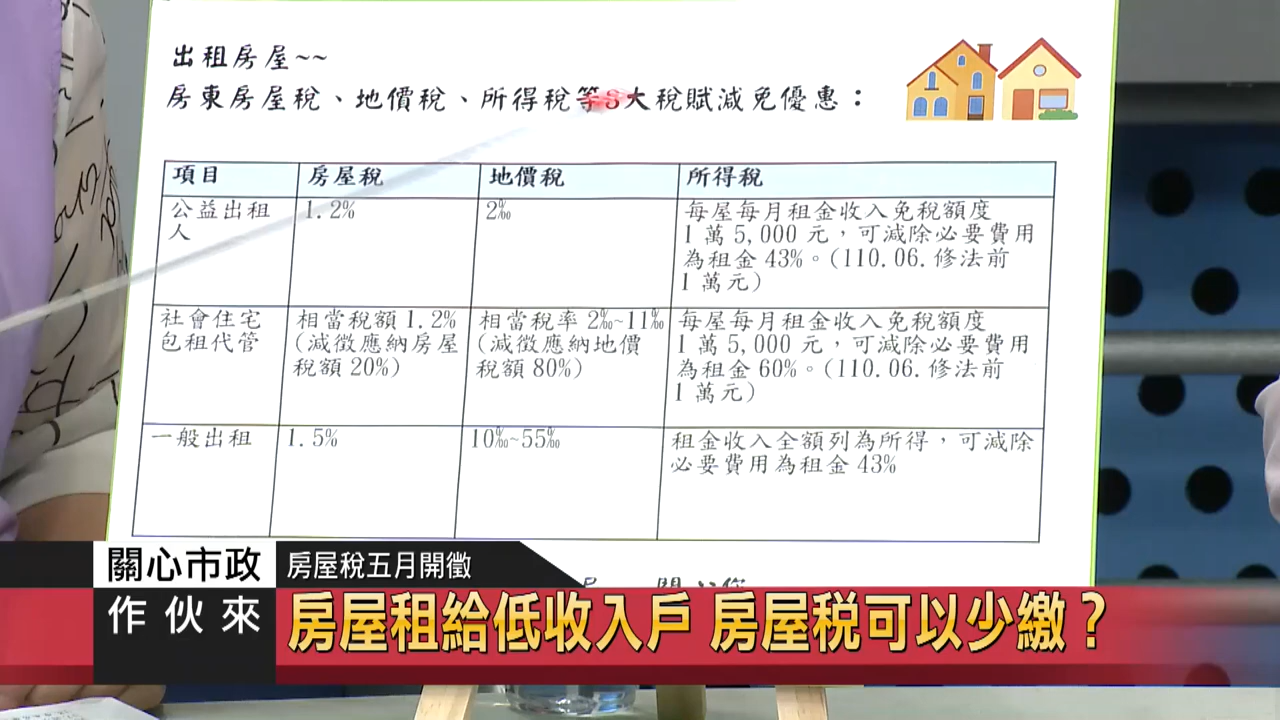 出租房屋~~
房東房屋稅、地價稅、所得稅等3大稅賦減免優惠：
項目 房屋稅 地價稅 所得稅
公益出租人 1.2% 2‰ 每屋每月租金收入免稅額度
1萬5,000元，可減除必要費用
為租金43%。(110.06.修法前
1萬元)
社會住宅 相當稅額1.2% 相當稅率2‰~11‰ 每屋每月租金收入免稅額度
包租代管 (減徵應納房屋 (減徵應納地價 1萬5,000元，可減除必要費用
稅額20%) 稅額80%) 為租金60%。(110.06.修法前
1萬元)
一般出租 1.5% 10‰~55‰ 租金收入全額列為所得，可減除
必要費用為租金43%
關心市政 房屋稅五月開徵
作伙來 房屋租給低收入戶 房屋稅可以少繳？